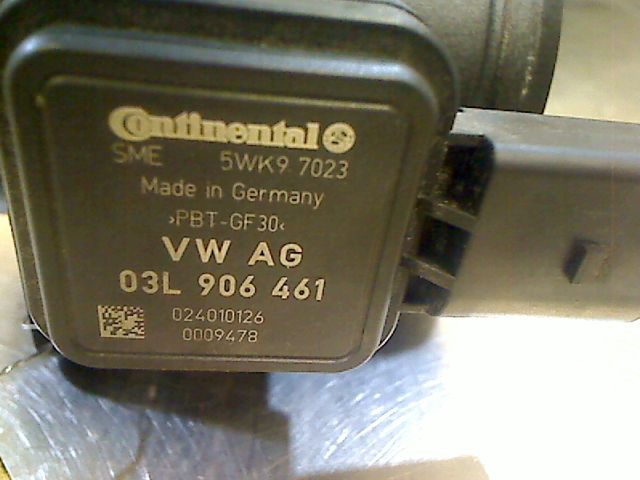 Continental
SME 5WK9 7023
Made in Germany
›PBT-GF30‹
VW AG
03L 906 461
024010126
0009478